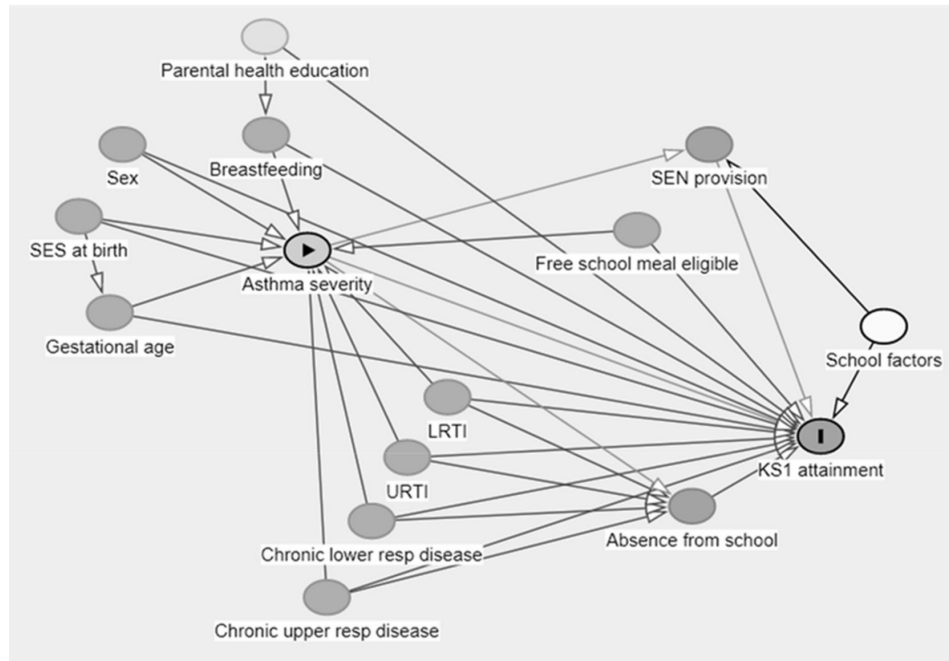 Parental health education
Breastfeeding
Sex
SEN provision
SES at birth
Free school meal eligible
Asthma severity
Gestational age
School factors
LRTI
KS1 attainment
URTI
Absence from school
Chronic lower resp disease
Chronic upper resp disease